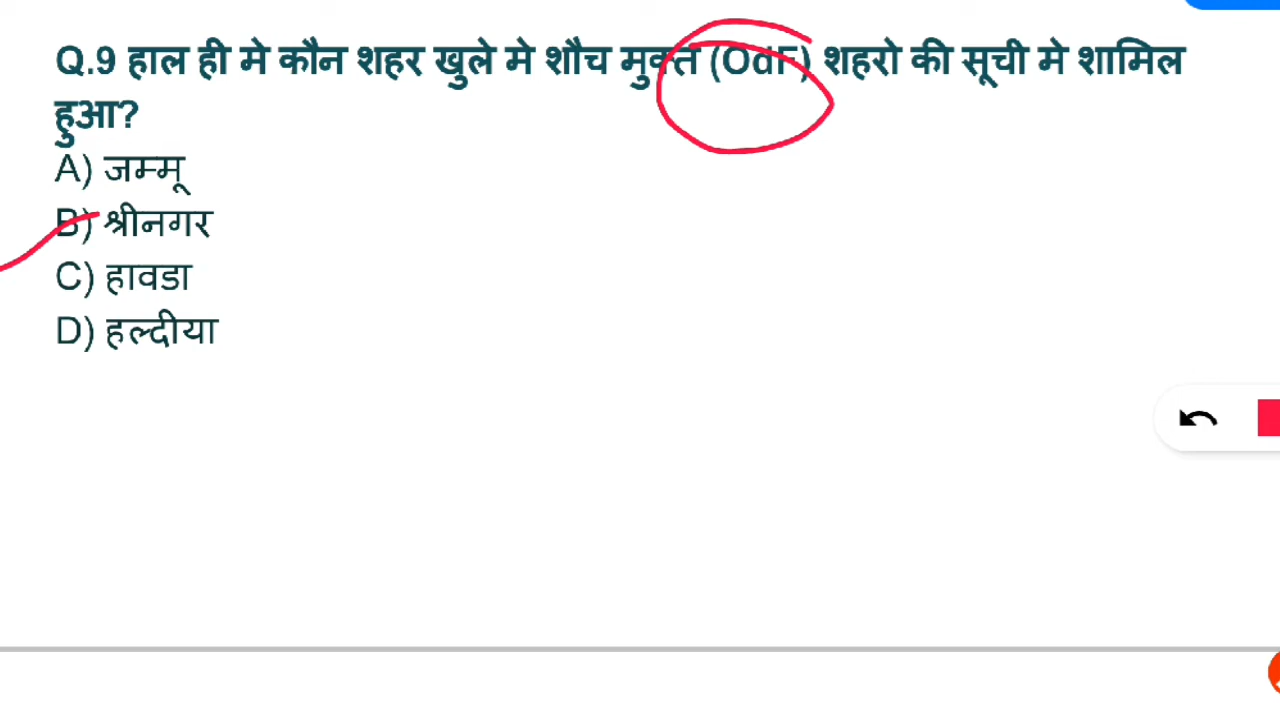 Q.9 हाल ही मे कौन शहर खुले मे शौच मुक्त (OdF) शहरो की सूची मे शामिल
हुआ?
A) जम्मू
B) श्रीनगर
C) हावडा
D) हल्दीया